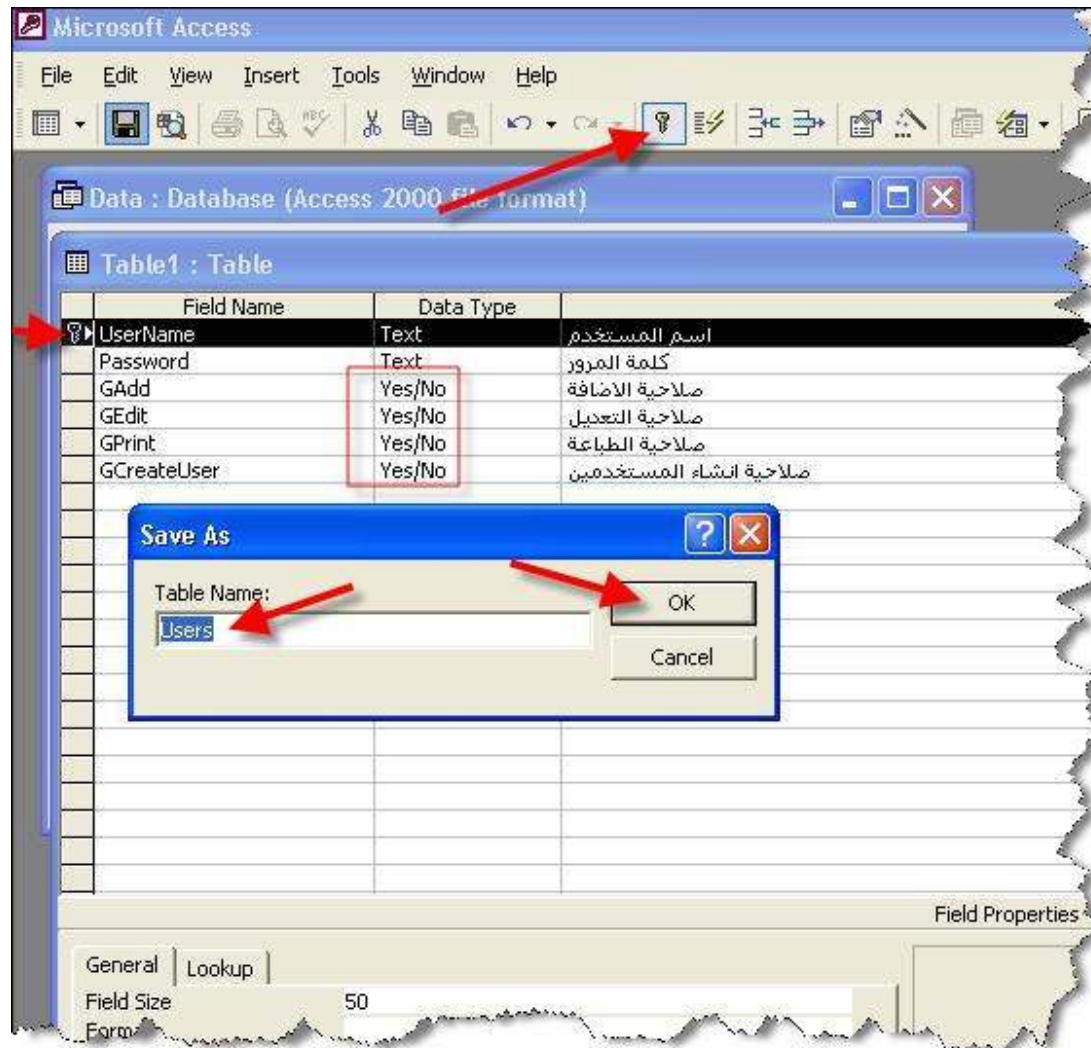 Microsoft Access
File Edit View Insert Tools Window Help
ABC
Data : Database (Access 2000 file format)
Table1 : Table
Field Name Data Type
UserName Text اسم المستخدم
Password Text كلمة المرور
GAdd Yes/No صلاحية الاضافة
GEdit Yes/No صلاحية التعديل
GPrint Yes/No صلاحية الطباعة
GCreateUser Yes/No صلاحية انشاء المستخدمين
Save As
Table Name:
OK
Users
Cancel
Field Properties
General Lookup
Field Size 50